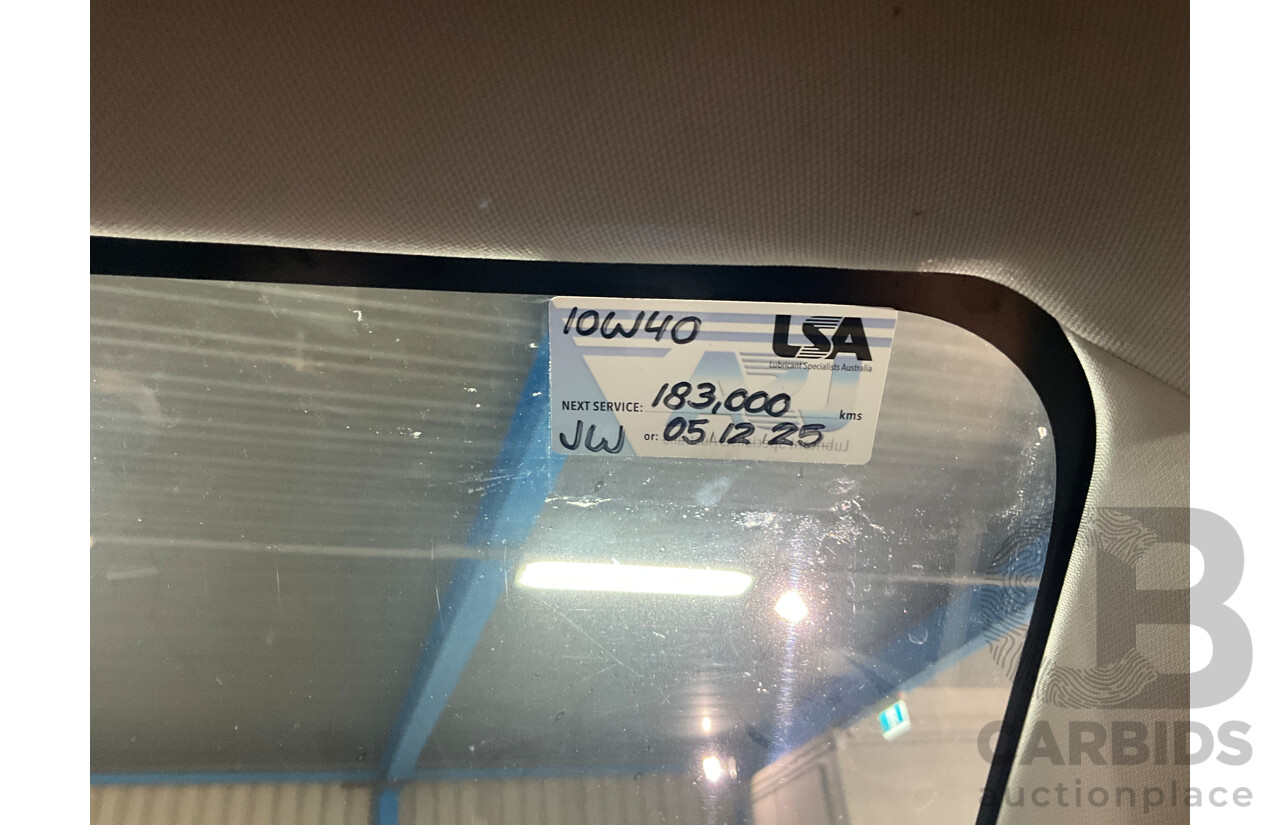 10W40
LSA
Lubricant Specialists Australia
NEXT SERVICE: 183,000 kms
JW or: 05.12.25
B
CARBIDS
auctionplace